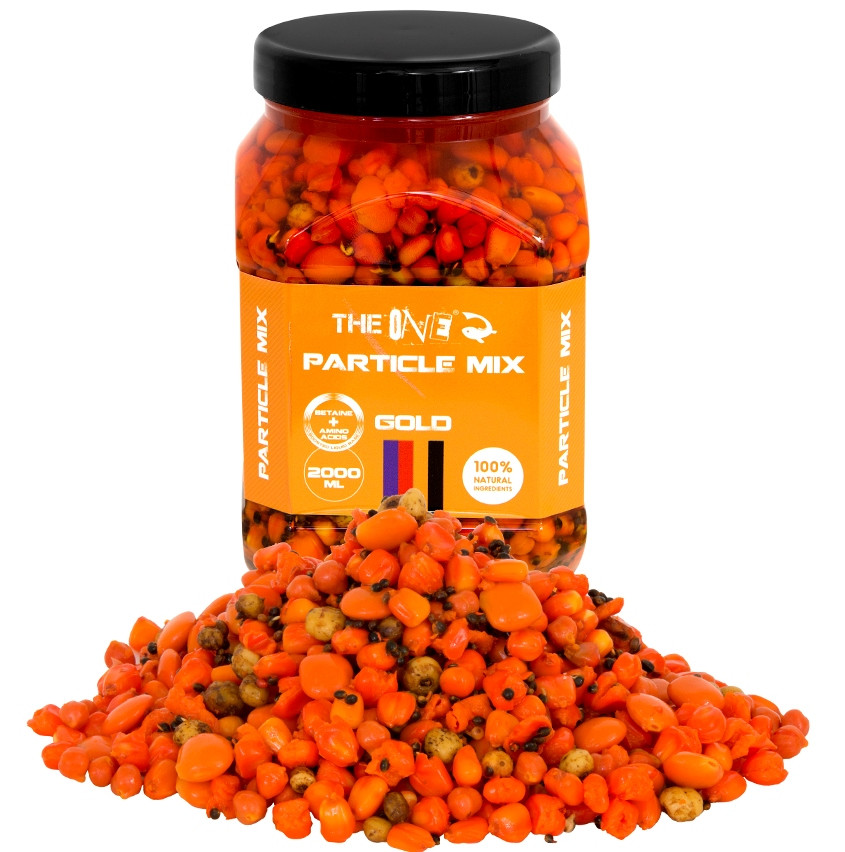 THE ONE®
PARTICLE MIX
PARTICLE MIX
PARTICLE MIX
BETAINE
+
AMINO
ACIDS
GOLD
2000
ML
100%
NATURAL
INGREDIENTS